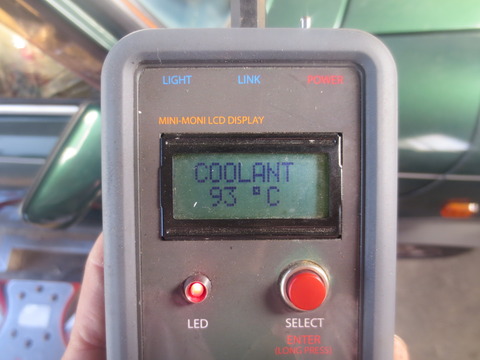 LIGHT LINK POWER
MINI-MONI LCD DISPLAY
COOLANT
93 °C
LED SELECT
ENTER
(LONG PRESS)